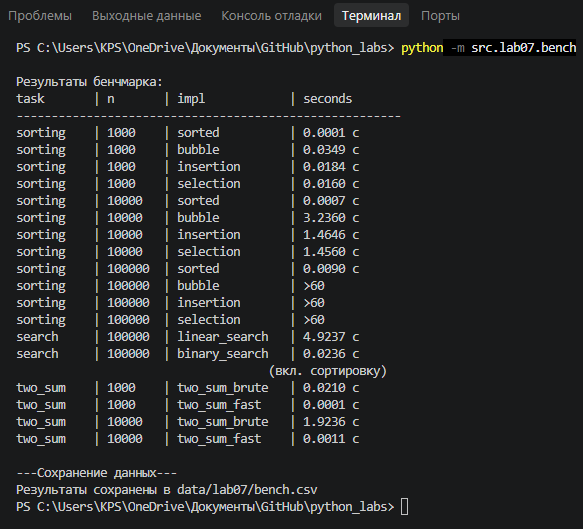 Проблемы Выходные данные Консоль отладки Терминал Порты
PS C:\Users\KPS\OneDrive\Документы\GitHub\python_labs> python -m src.lab07.bench
Результаты бенчмарка:
task | n | impl | seconds
----------------------------------------------------
sorting | 1000 | sorted | 0.0001 с
sorting | 1000 | bubble | 0.0349 с
sorting | 1000 | insertion | 0.0184 с
sorting | 1000 | selection | 0.0160 с
sorting | 10000 | sorted | 0.0007 с
sorting | 10000 | bubble | 3.2360 с
sorting | 10000 | insertion | 1.4646 с
sorting | 10000 | selection | 1.4560 с
sorting | 100000 | sorted | 0.0090 с
sorting | 100000 | bubble | >60
sorting | 100000 | insertion | >60
sorting | 100000 | selection | >60
search | 100000 | linear_search | 4.9237 с
search | 100000 | binary_search | 0.0236 с
(вкл. сортировку)
two_sum | 1000 | two_sum_brute | 0.0210 с
two_sum | 1000 | two_sum_fast | 0.0001 с
two_sum | 10000 | two_sum_brute | 1.9236 с
two_sum | 10000 | two_sum_fast | 0.0011 с
---Сохранение данных---
Результаты сохранены в data/lab07/bench.csv
PS C:\Users\KPS\OneDrive\Документы\GitHub\python_labs>